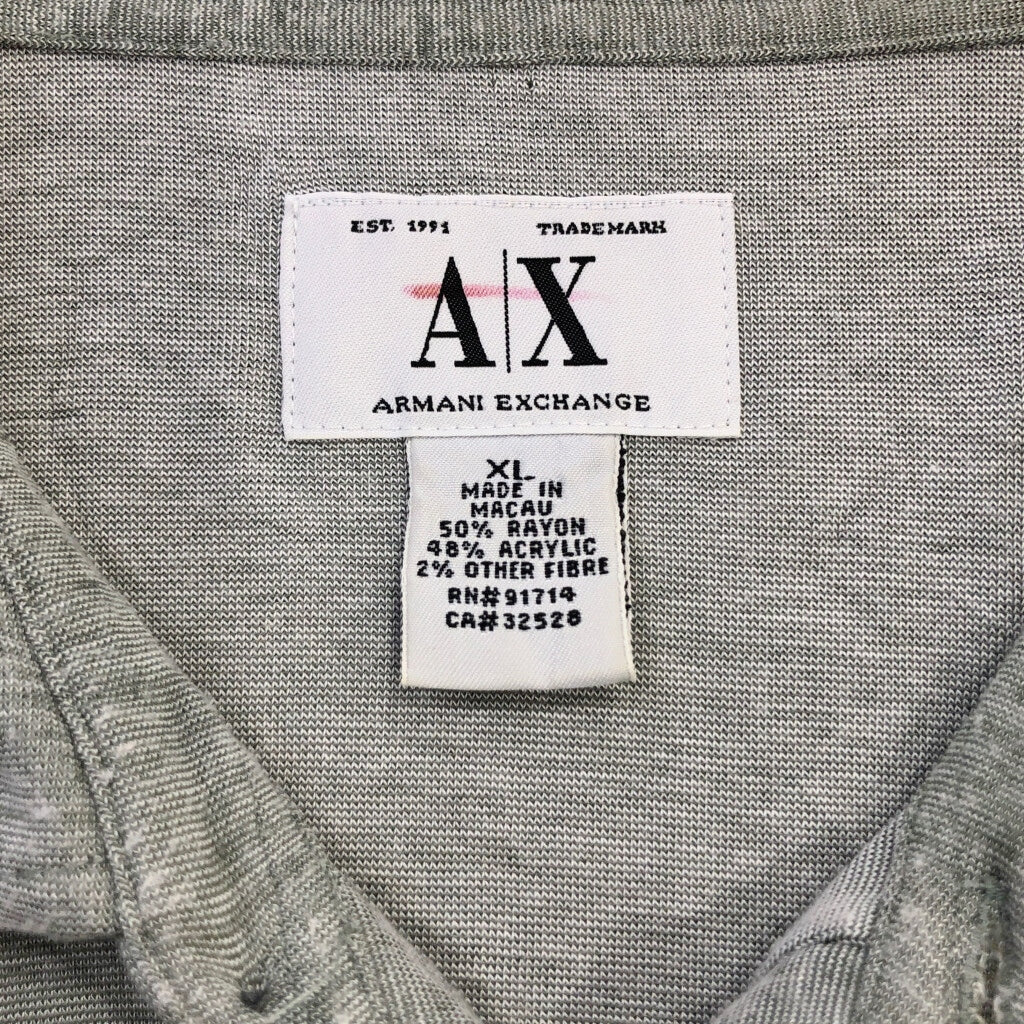 EST. 1991 TRADEMARK
A|X
ARMANI EXCHANGE
XL
MADE IN
MACAU
50% RAYON
48% ACRYLIC
2% OTHER FIBRE
RN#91714
CA#32528